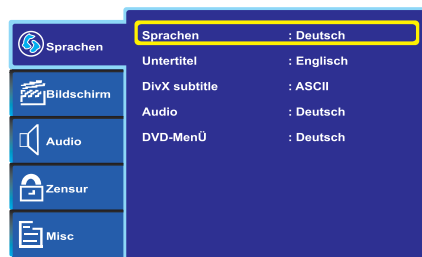 Sprachen
Bildschirm
Audio
Zensur
Misc
Sprachen : Deutsch
Untertitel : Englisch
DivX subtitle : ASCII
Audio : Deutsch
DVD-MenÜ : Deutsch